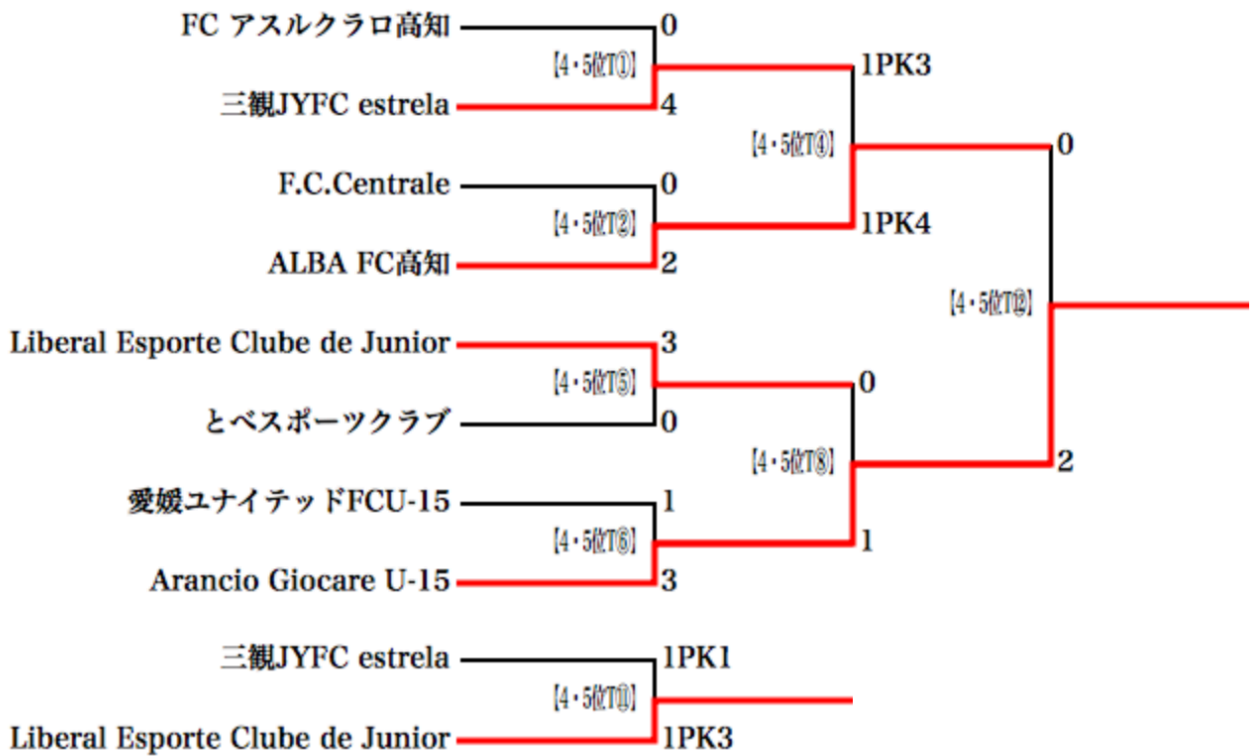 FC アスルクラロ高知
0
【4・5位T①】
三観JYFC estrela
4
1PK3
【4・5位T④】
F.C.Centrale
0
【4・5位T②】
ALBA FC高知
2
1PK4
0
【4・5位T⑫】
Liberal Esporte Clube de Junior
3
【4・5位T⑤】
とべスポーツクラブ
0
0
【4・5位T⑧】
愛媛ユナイテッドFCU-15
1
【4・5位T⑥】
Arancio Giocare U-15
3
1
2
三観JYFC estrela
1PK1
【4・5位T⑪】
Liberal Esporte Clube de Junior
1PK3